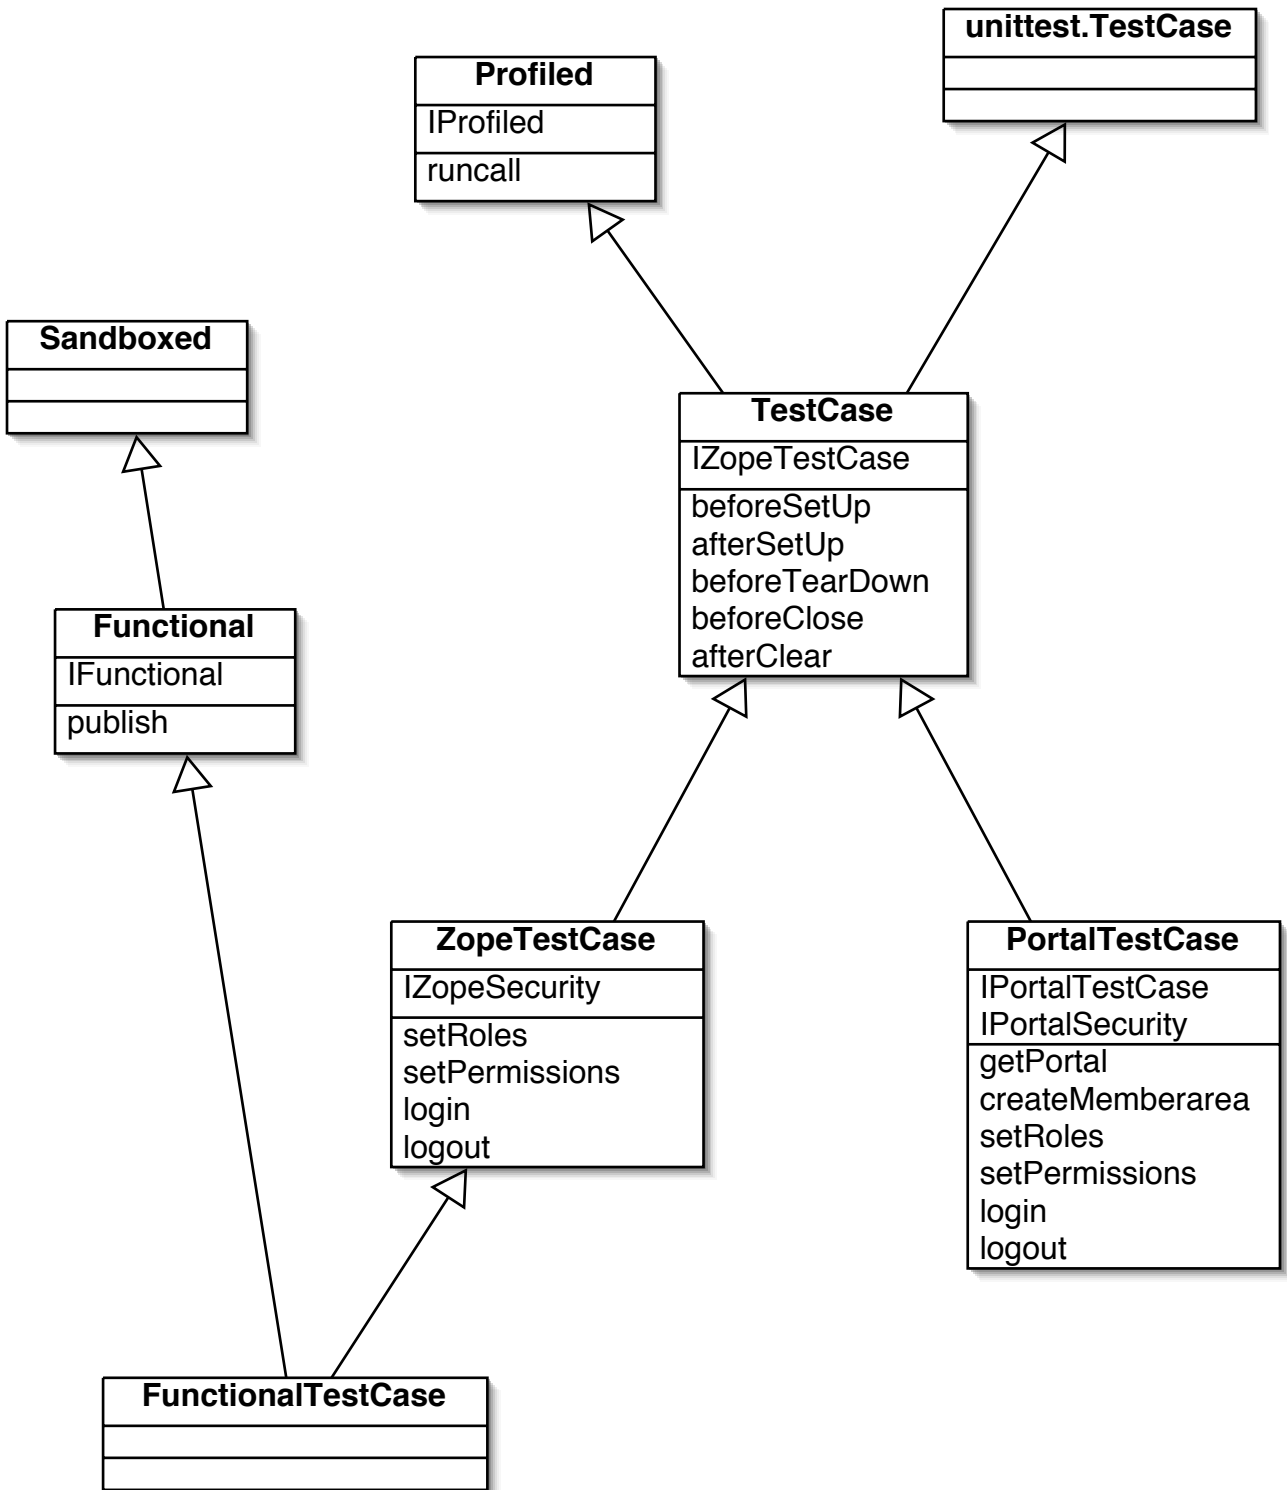 unittest.TestCase
Profiled
IProfiled
runcall
Sandboxed
TestCase
IZopeTestCase
beforeSetUp
afterSetUp
beforeTearDown
beforeClose
afterClear
Functional
IFunctional
publish
ZopeTestCase
IZopeSecurity
setRoles
setPermissions
login
logout
PortalTestCase
IPortalTestCase
IPortalSecurity
getPortal
createMemberarea
setRoles
setPermissions
login
logout
FunctionalTestCase